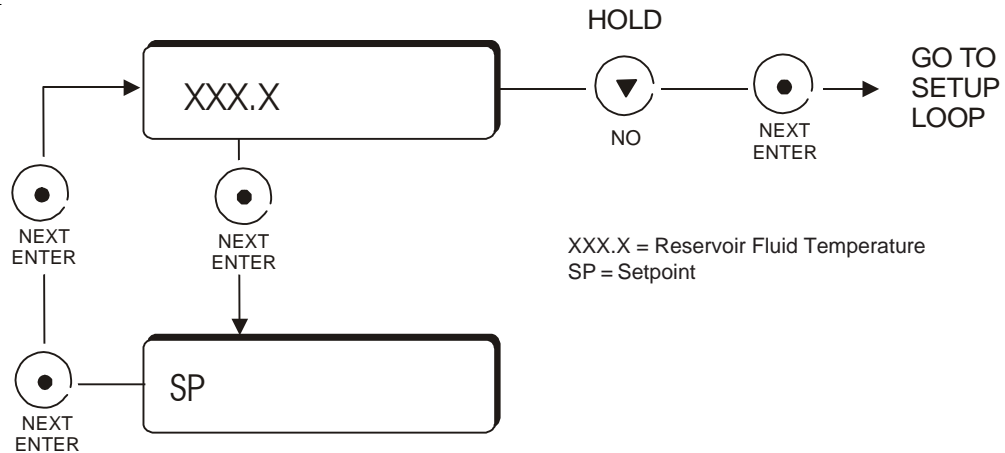 HOLD
XXX.X
NO
NEXT
ENTER
GO TO
SETUP
LOOP
NEXT
ENTER
NEXT
ENTER
XXX.X = Reservoir Fluid Temperature
SP = Setpoint
SP
NEXT
ENTER